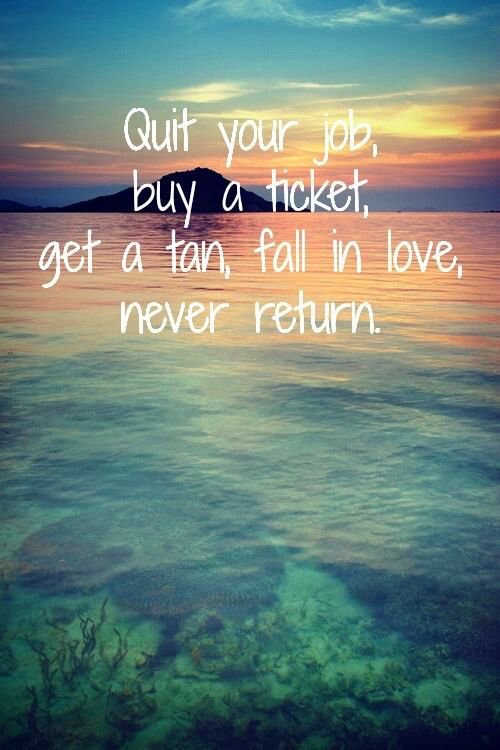 Quit your job,
buy a ticket,
get a tan, fall in love,
never return.